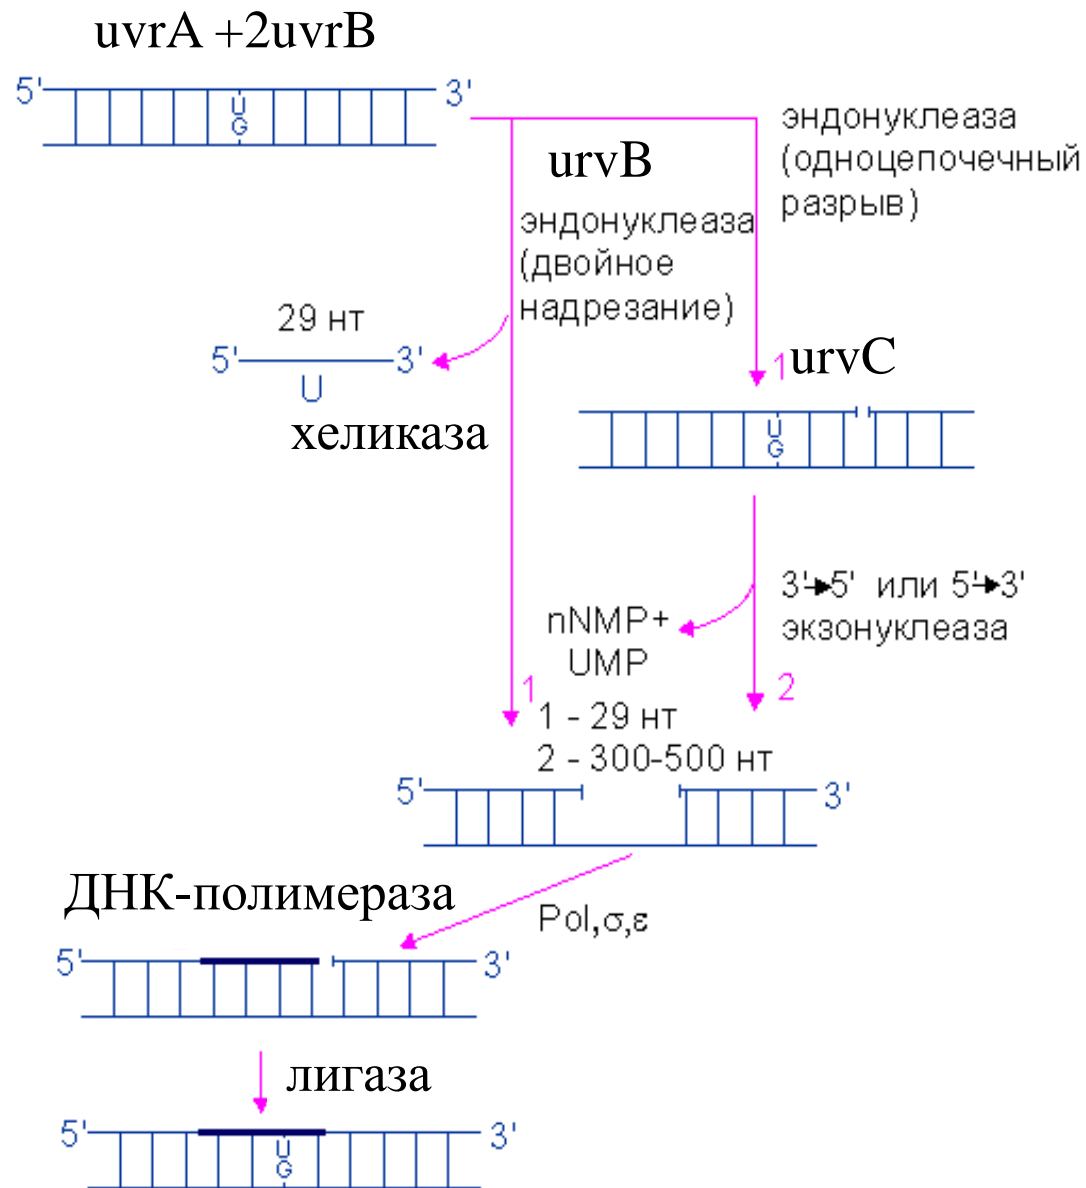 uvrA +2uvrB
5' 3'
U
G
эндонуклеаза
(одноцепочечный
разрыв)
urvB
эндонуклеаза
(двойное
надрезание)
29 нт
5' 3'
U
хеликаза
1 urvC
U
G
3'→5' или 5'→3'
экзонуклеаза
nNMP+
UMP
1
2
1 - 29 нт
2 - 300-500 нт
5' 3'
ДНК-полимераза
Pol,σ,ε
5' 3'
лигаза
5' 3'
U
G